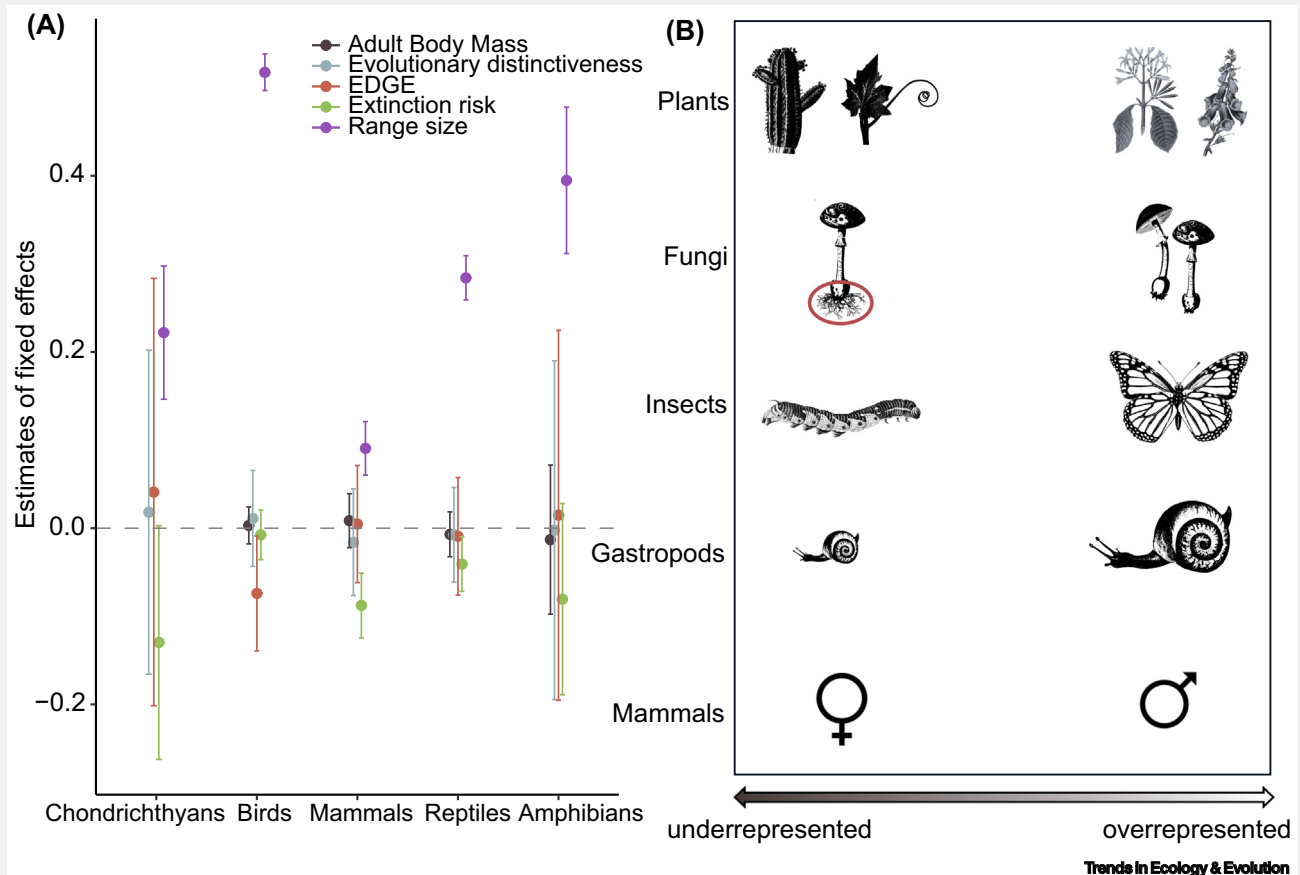 (A)
Adult Body Mass
Evolutionary distinctiveness
EDGE
Extinction risk
Range size
Estimates of fixed effects
0.4
0.2
0.0
−0.2
Chondrichthyans Birds Mammals Reptiles Amphibians
(B)
Plants
Fungi
Insects
Gastropods
Mammals
underrepresented overrepresented
Trends in Ecology & Evolution